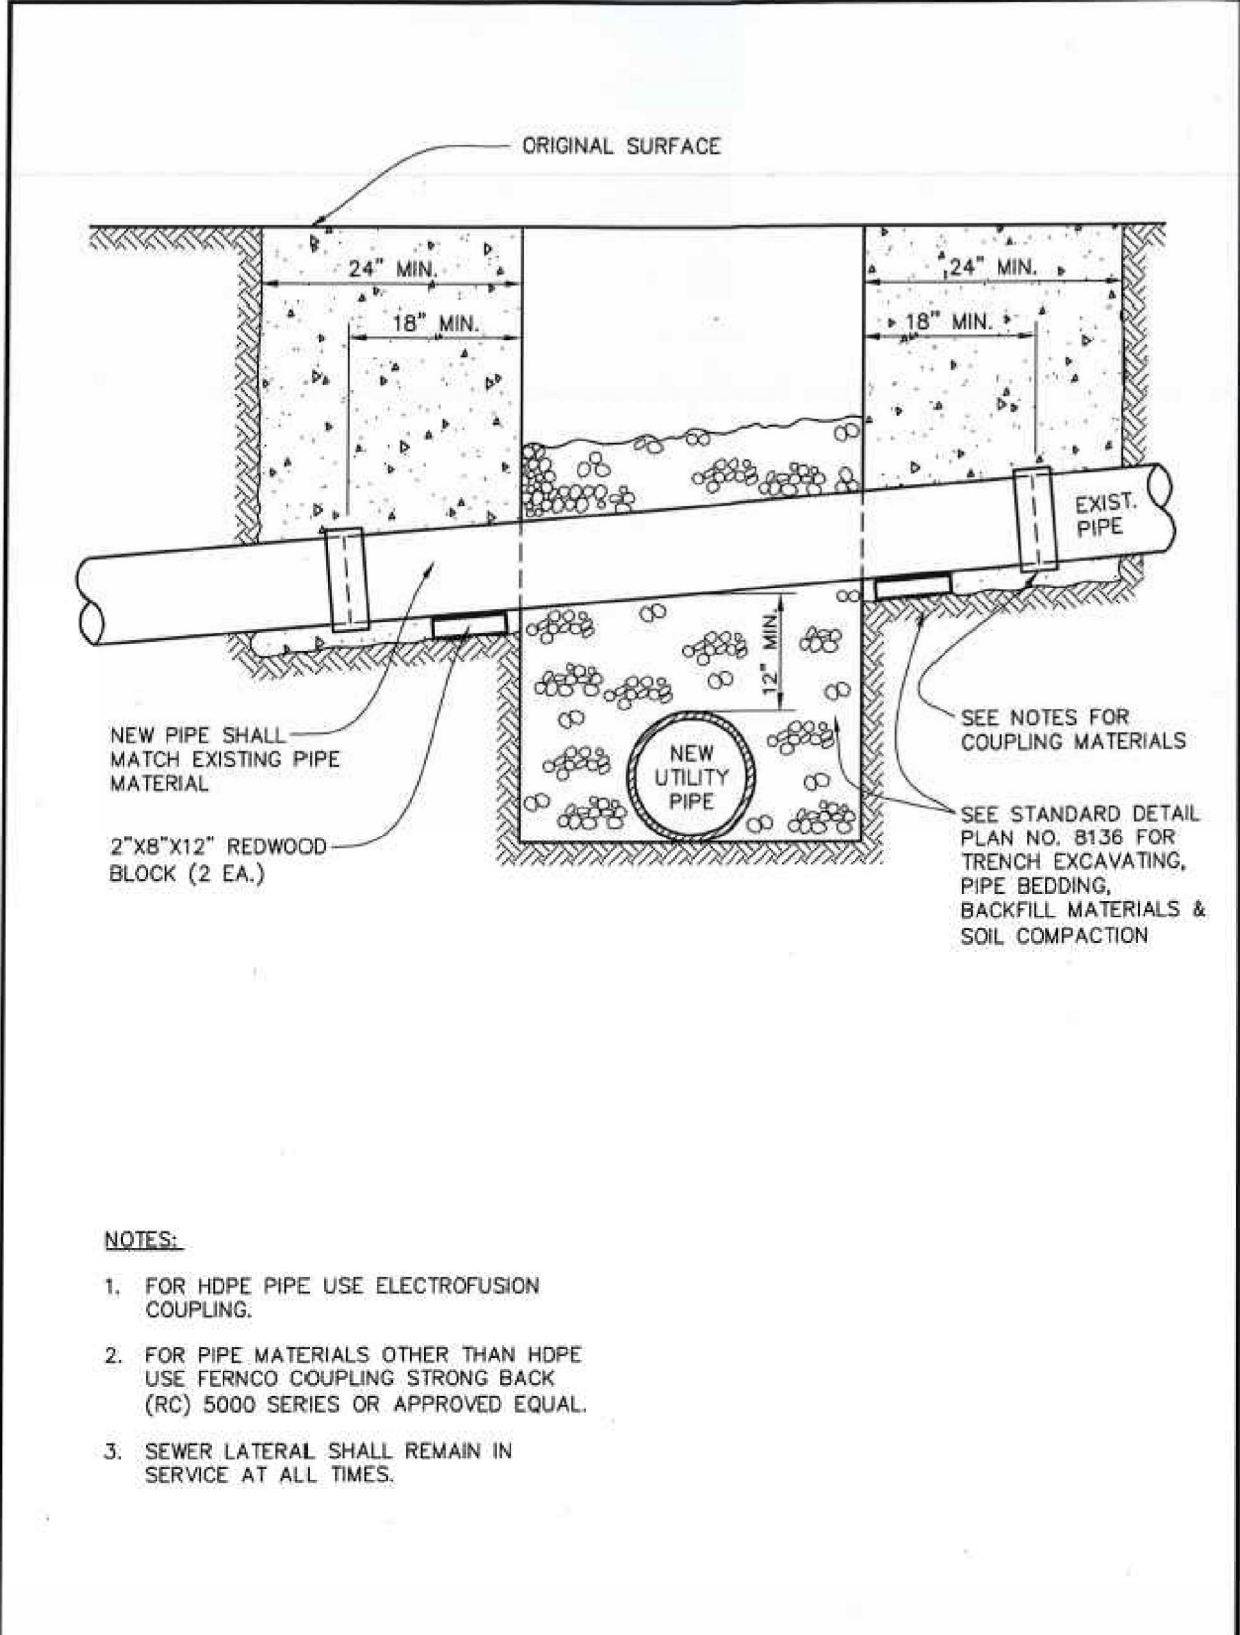 ORIGINAL SURFACE
24" MIN.
24" MIN.
18" MIN.
18" MIN.
EXIST.
PIPE
12" MIN.
NEW
UTILITY
PIPE
NEW PIPE SHALL
MATCH EXISTING PIPE
MATERIAL
2"X8"X12" REDWOOD
BLOCK (2 EA.)
SEE NOTES FOR
COUPLING MATERIALS
SEE STANDARD DETAIL
PLAN NO. 8136 FOR
TRENCH EXCAVATING,
PIPE BEDDING,
BACKFILL MATERIALS &
SOIL COMPACTION
NOTES:
1. FOR HDPE PIPE USE ELECTROFUSION
COUPLING.
2. FOR PIPE MATERIALS OTHER THAN HDPE
USE FERNCO COUPLING STRONG BACK
(RC) 5000 SERIES OR APPROVED EQUAL.
3. SEWER LATERAL SHALL REMAIN IN
SERVICE AT ALL TIMES.